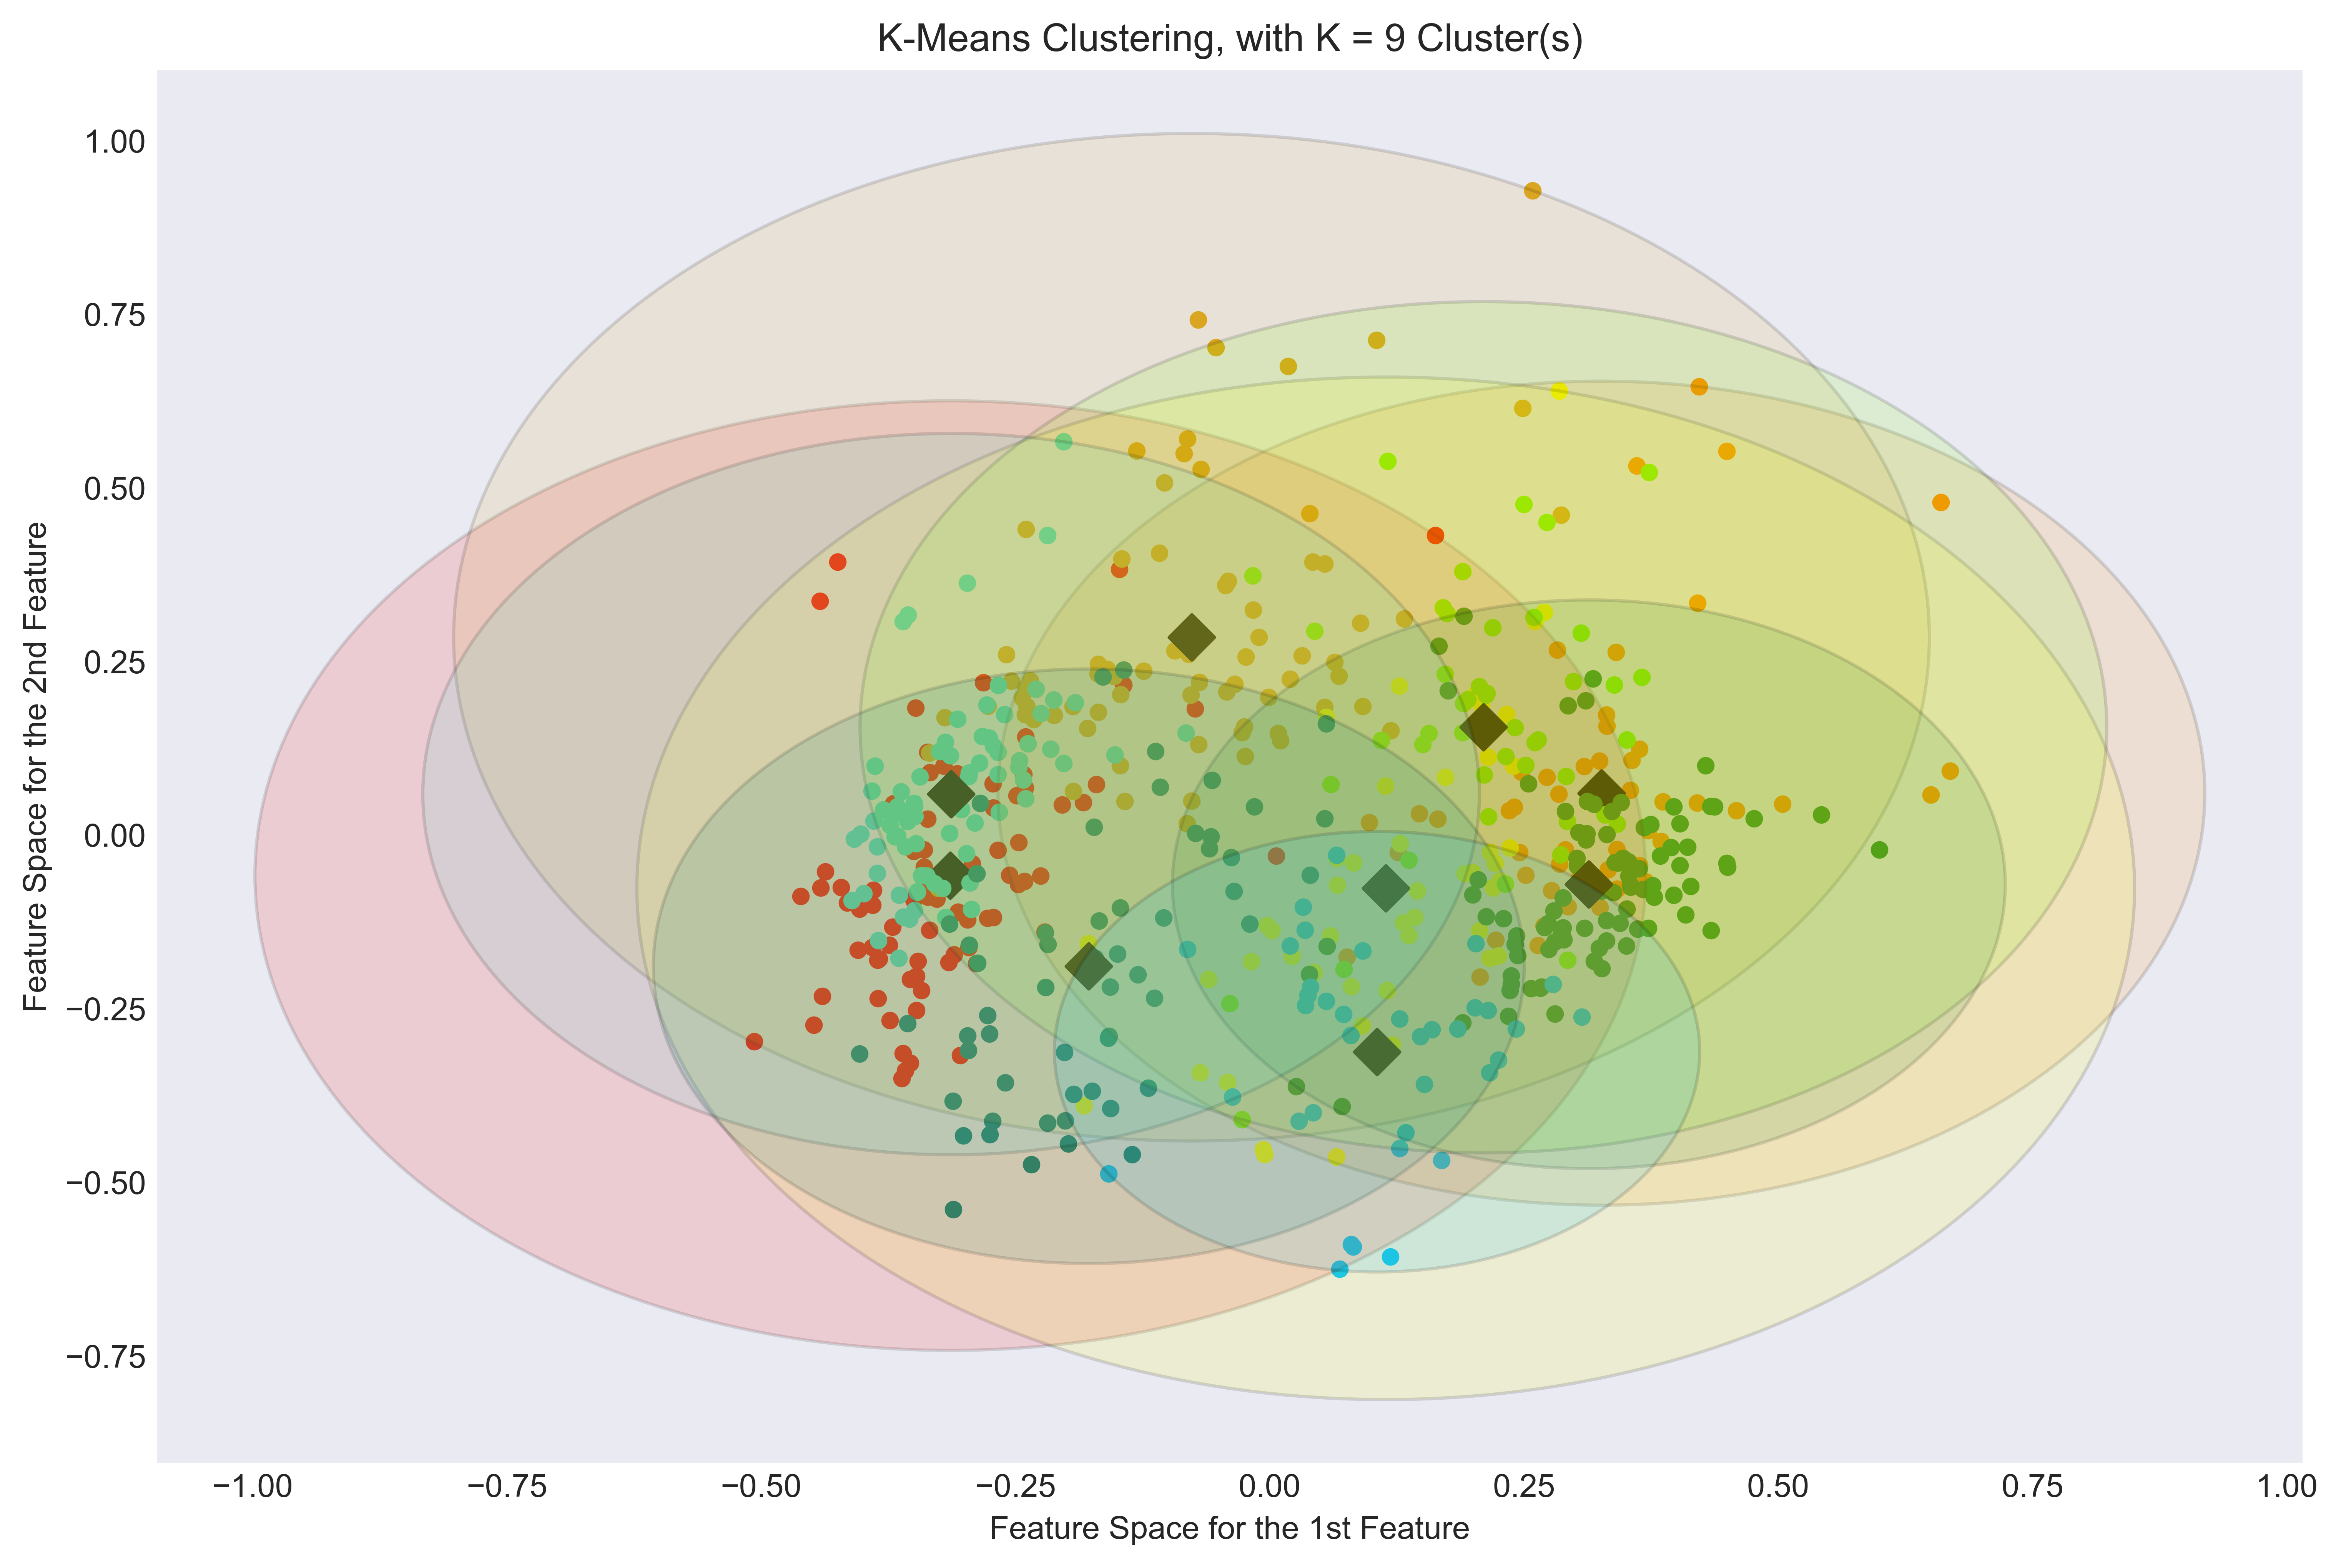 K-Means Clustering, with K = 9 Cluster(s)
1.00
0.75
0.50
0.25
0.00
−0.25
−0.50
−0.75
Feature Space for the 2nd Feature
−1.00 −0.75 −0.50 −0.25 0.00 0.25 0.50 0.75 1.00
Feature Space for the 1st Feature